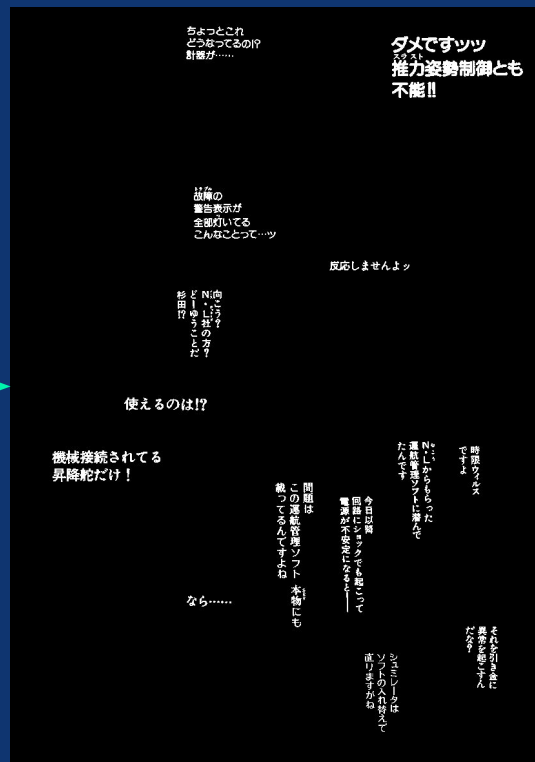 ダメですッッ
推力姿勢制御とも
不能!!
ちょっとこれ
どうなってるの!?
計器が……
故障の
警告表示が
全部灯いてる
こんなことって…ッ
反応しませんよッ
向こう?
N・L社の方?
どーゆうことだ
杉田!?
使えるのは!?
機械接続されてる
昇降舵だけ!
なら……
時限ウィルス
ですよ
N・Lからもらった
運航管理ソフトに潜んで
たんです
今日以降
回路にショックでも起こって
電源が不安定になると――
問題は
この運航管理ソフト 本物にも
載ってるんですよね
それを引き金に
異常を起こすん
だな?
シュミレータは
ソフトの入れ替えで
直りますがね